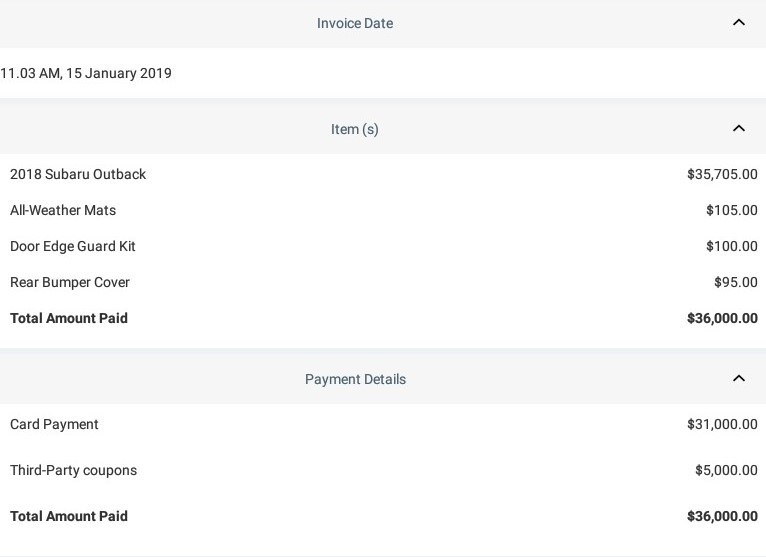 Invoice Date
11.03 AM, 15 January 2019
Item (s)
2018 Subaru Outback $35,705.00
All-Weather Mats $105.00
Door Edge Guard Kit $100.00
Rear Bumper Cover $95.00
Total Amount Paid $36,000.00
Payment Details
Card Payment $31,000.00
Third-Party coupons $5,000.00
Total Amount Paid $36,000.00